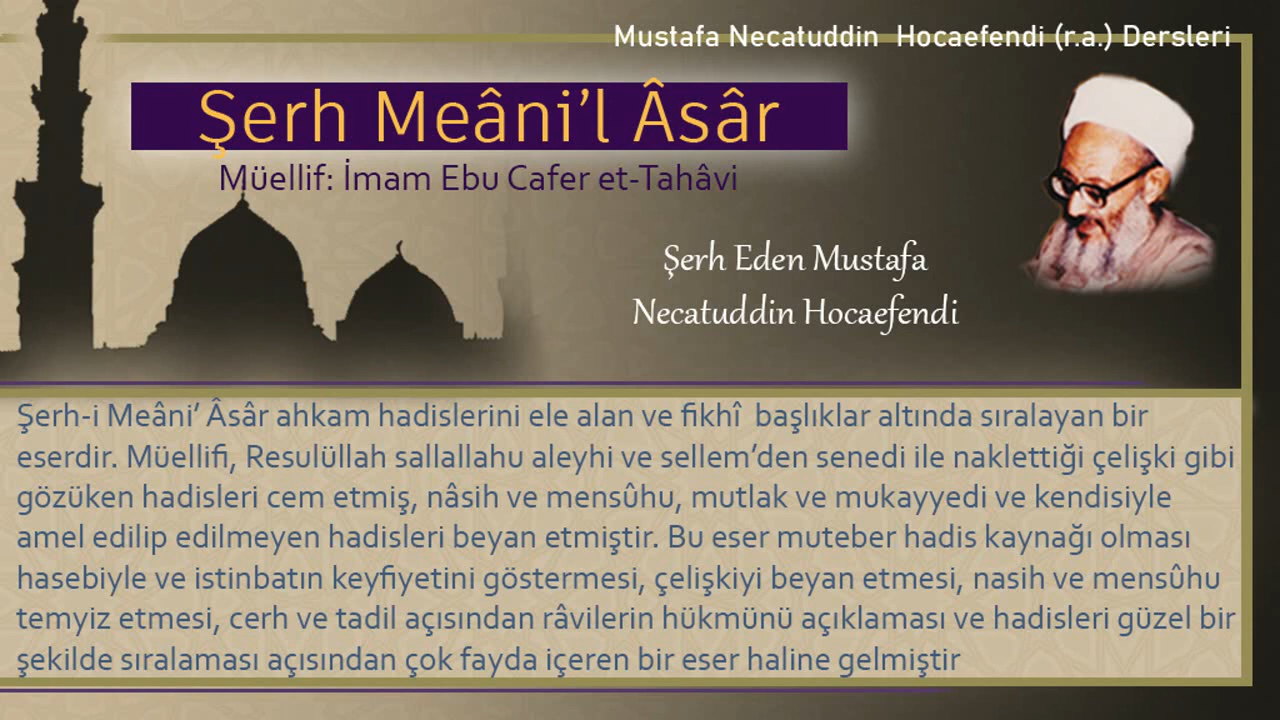 Mustafa Necatuddin Hocaefendi (r.a.) Dersleri
Şerh Meâni’l Âsâr
Müellif: İmam Ebu Cafer et-Tahâvi
Şerh Eden Mustafa
Necatuddin Hocaefendi
Şerh-i Meâni’ Âsâr ahkam hadislerini ele alan ve fikhî başlıklar altında sıralayan bir
eserdir. Müellifi, Resulüllah sallallahu aleyhi ve sellem’den senedi ile naklettiği çelişki gibi
gözüken hadisleri cem etmiş, nâsih ve mensûhu, mutlak ve mukayyedi ve kendisiyle
amel edilip edilmeyen hadisleri beyan etmiştir. Bu eser muteber hadis kaynağı olması
hasebiyle ve istinbatın keyfiyetini göstermesi, çelişkiyi beyan etmesi, nasih ve mensûhu
temyiz etmesi, cerh ve tadil açısından râvilerin hükmünü açıklaması ve hadisleri güzel bir
şekilde sıralaması açısından çok fayda içeren bir eser haline gelmiştir